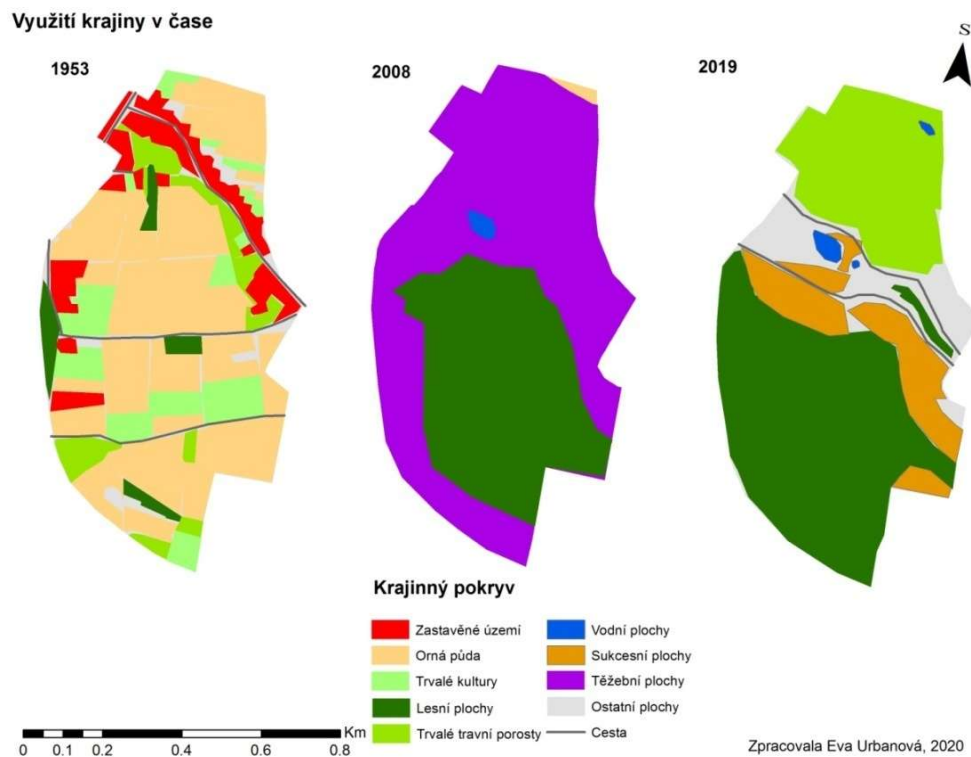 Využití krajiny v čase
S
1953
2008
2019
Krajinný pokryv
Zastavěné území
Orná půda
Trvalé kultury
Lesní plochy
Trvalé travní porosty
Vodní plochy
Sukcesní plochy
Těžební plochy
Ostatní plochy
Cesta
Km
0 0.1 0.2 0.4 0.6 0.8
Zpracovala Eva Urbanová, 2020